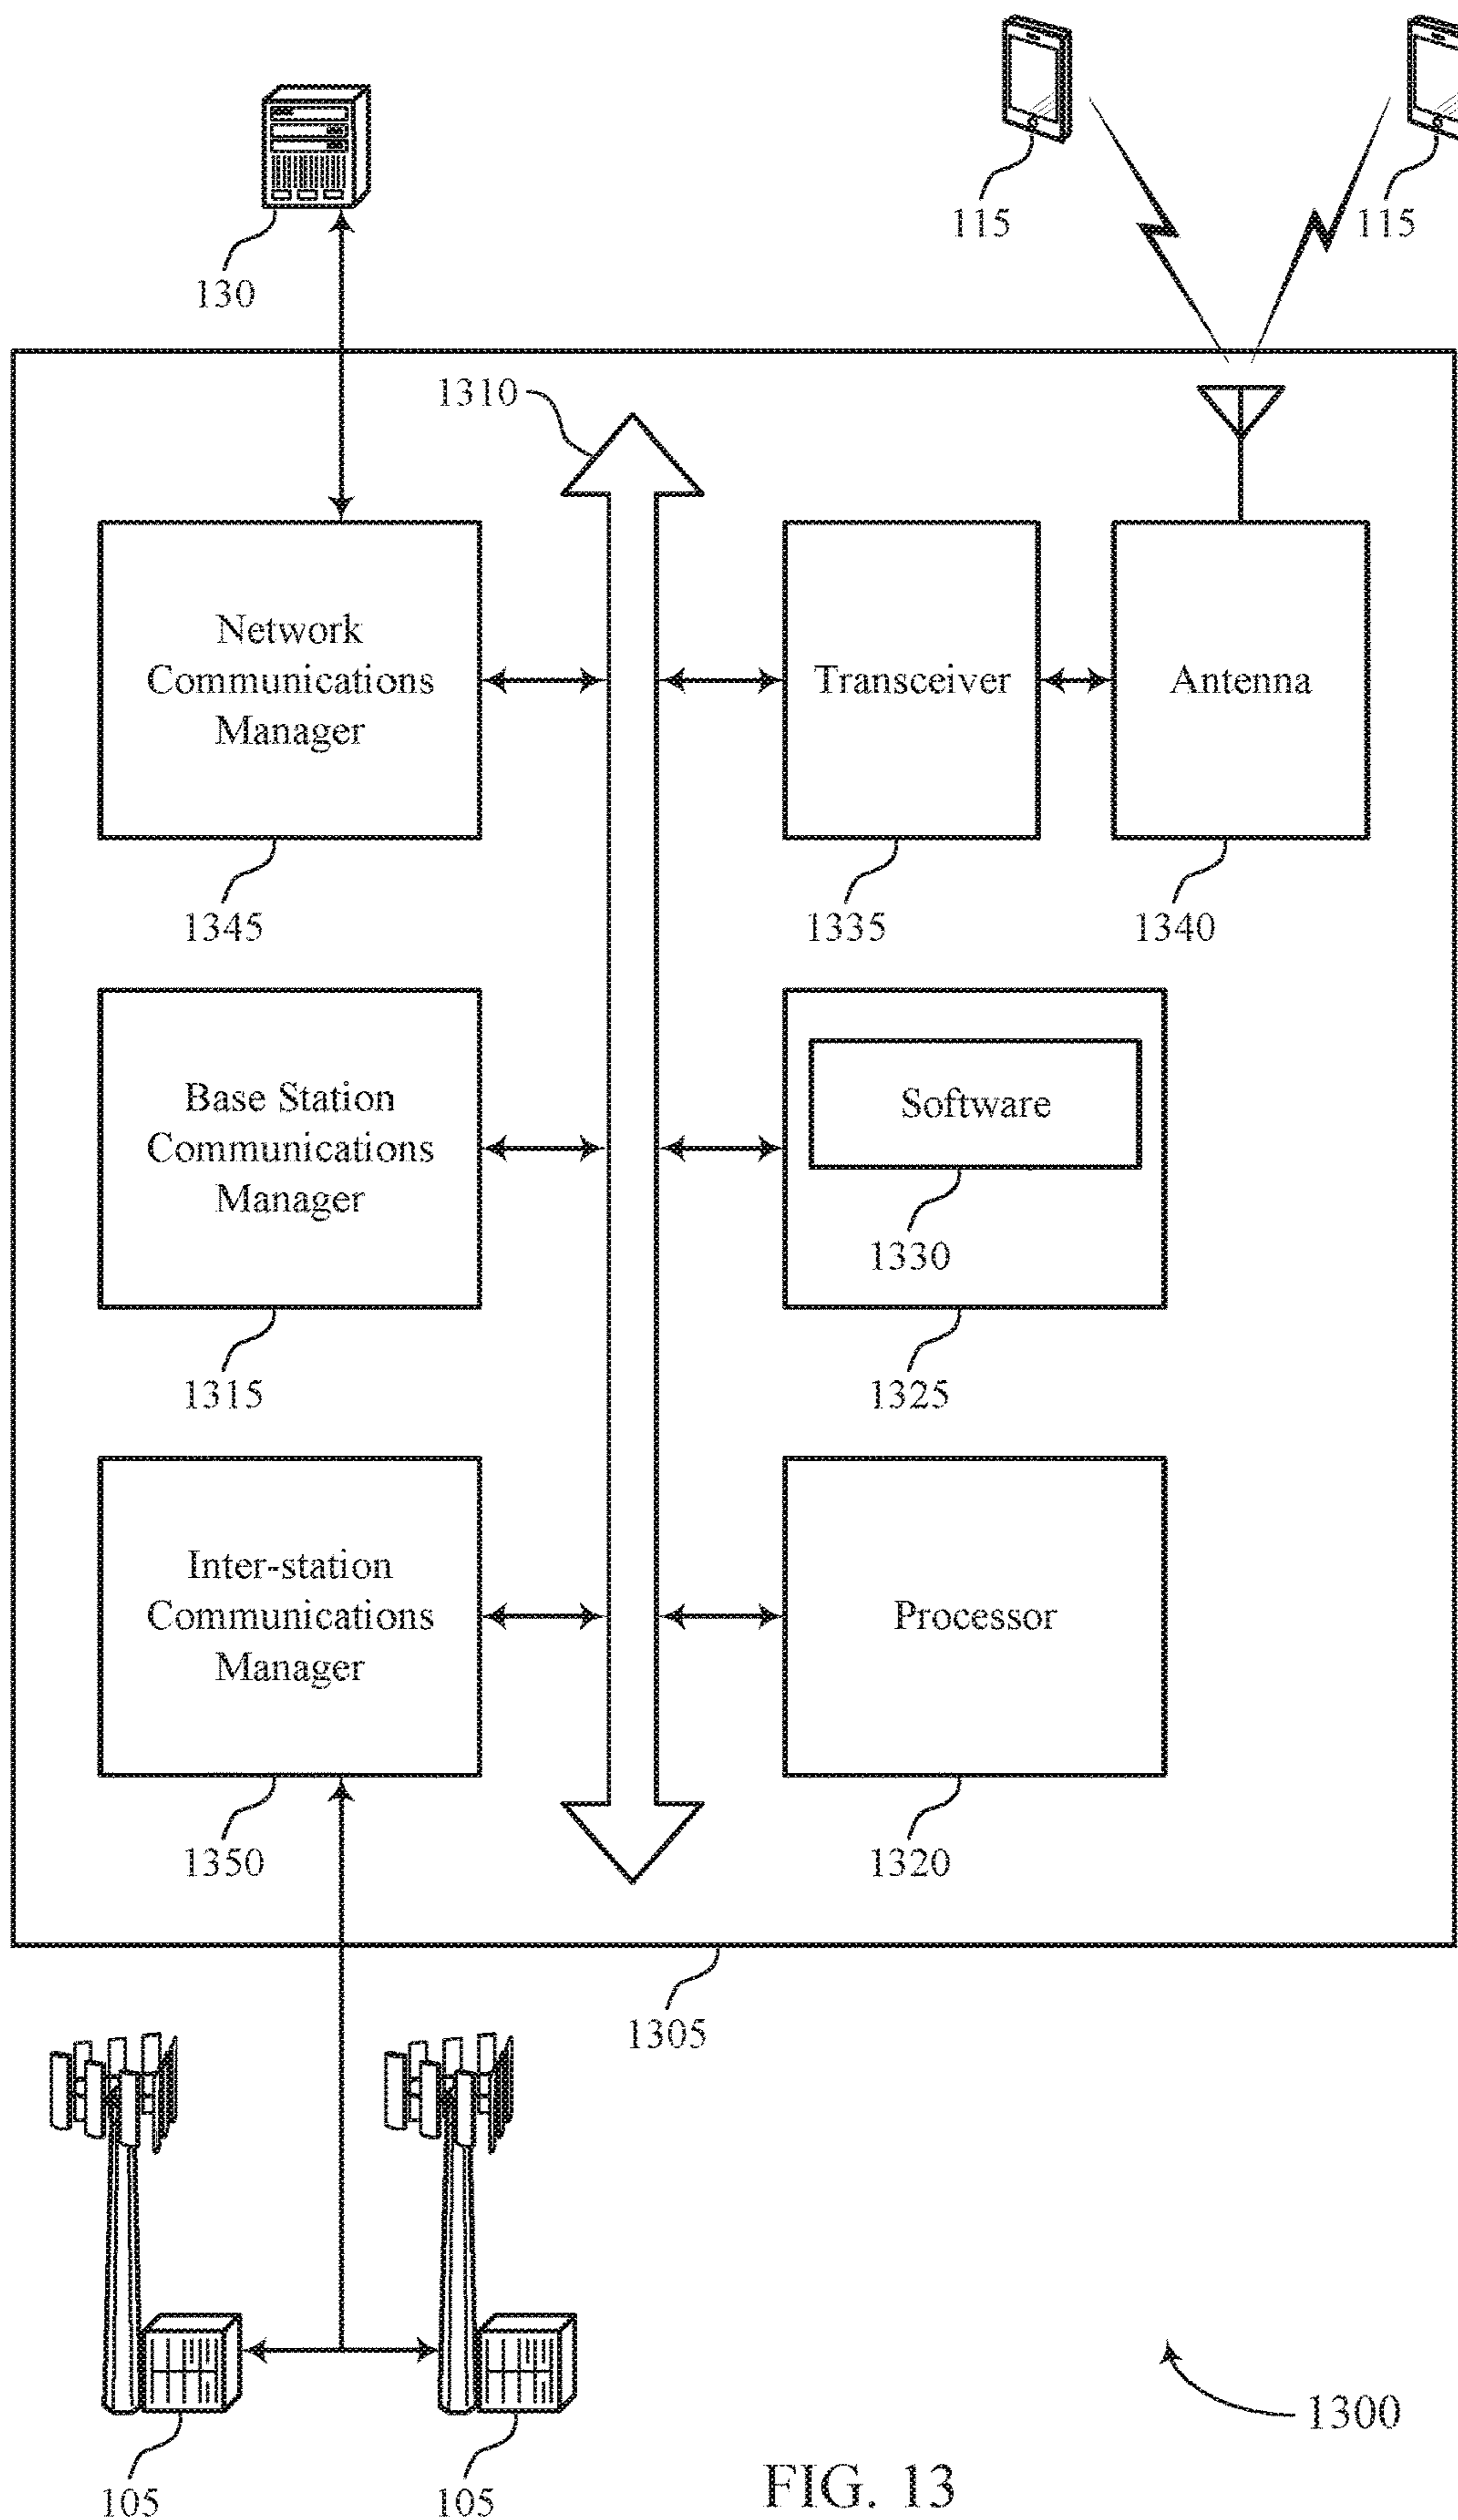 130
115
115
1310
Network
Communications
Manager
Transceiver
Antenna
1345
1335
1340
Base Station
Communications
Manager
Software
1330
1315
1325
Inter-station
Communications
Manager
Processor
1350
1320
1305
105
105
1300
FIG. 13